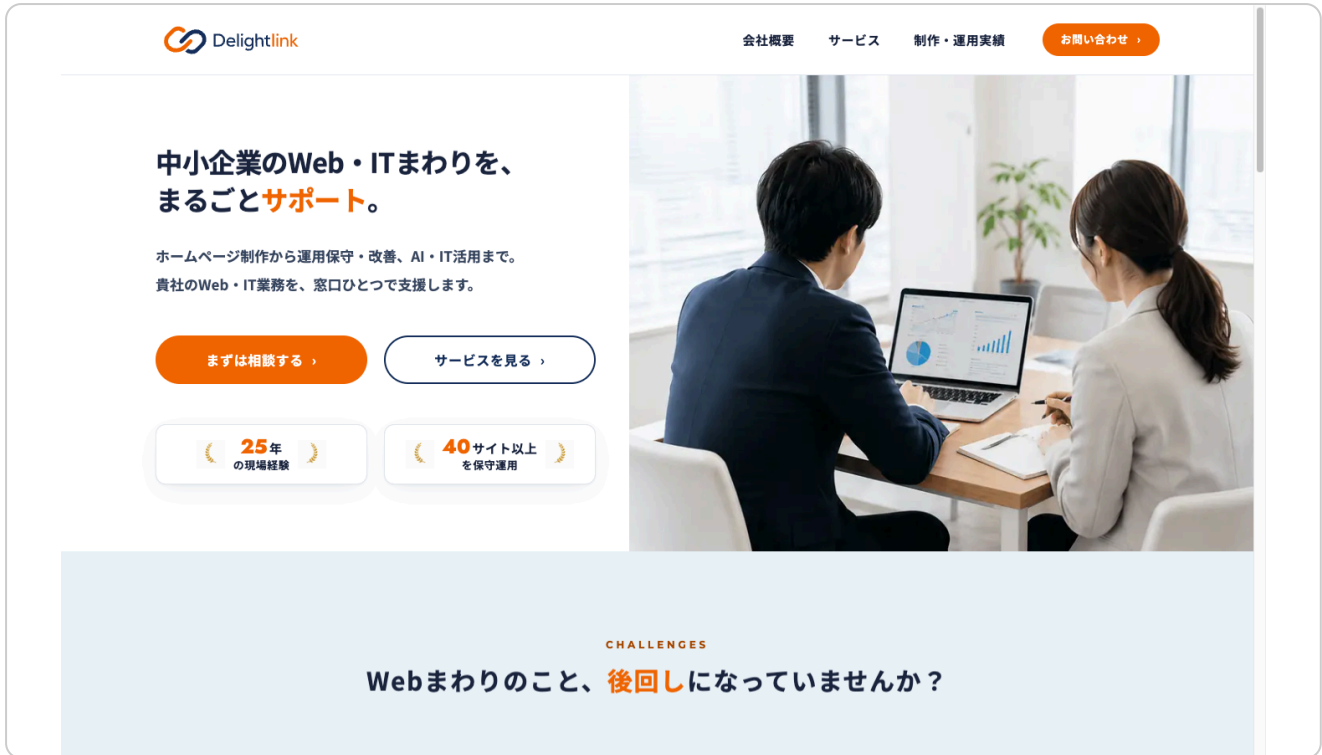 Delightlink
会社概要
サービス
制作・運用実績
お問い合わせ ›
中小企業のWeb・ITまわりを、
まるごとサポート。
ホームページ制作から運用保守・改善、AI・IT活用まで。
貴社のWeb・IT業務を、窓口ひとつで支援します。
まずは相談する ›
サービスを見る ›
25年
の現場経験
40サイト以上
を保守運用
CHALLENGES
Webまわりのこと、後回しになっていませんか？